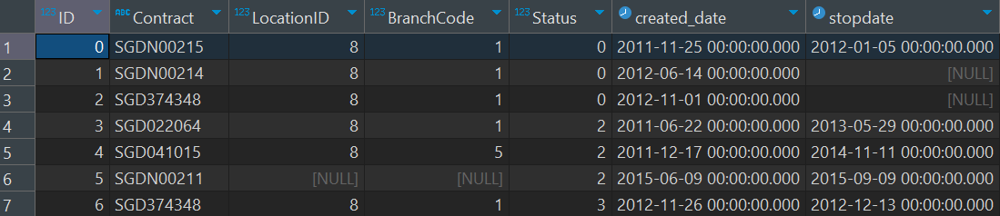 123 ID ABC Contract 123 LocationID 123 BranchCode 123 Status created_date stopdate
1 0 SGDN00215 8 1 0 2011-11-25 00:00:00.000 2012-01-05 00:00:00.000
2 1 SGDN00214 8 1 0 2012-06-14 00:00:00.000 [NULL]
3 2 SGD374348 8 1 0 2012-11-01 00:00:00.000 [NULL]
4 3 SGD022064 8 1 2 2011-06-22 00:00:00.000 2013-05-29 00:00:00.000
5 4 SGD041015 8 5 2 2011-12-17 00:00:00.000 2014-11-11 00:00:00.000
6 5 SGDN00211 [NULL] [NULL] 2 2015-06-09 00:00:00.000 2015-09-09 00:00:00.000
7 6 SGD374348 8 1 3 2012-11-26 00:00:00.000 2012-12-13 00:00:00.000